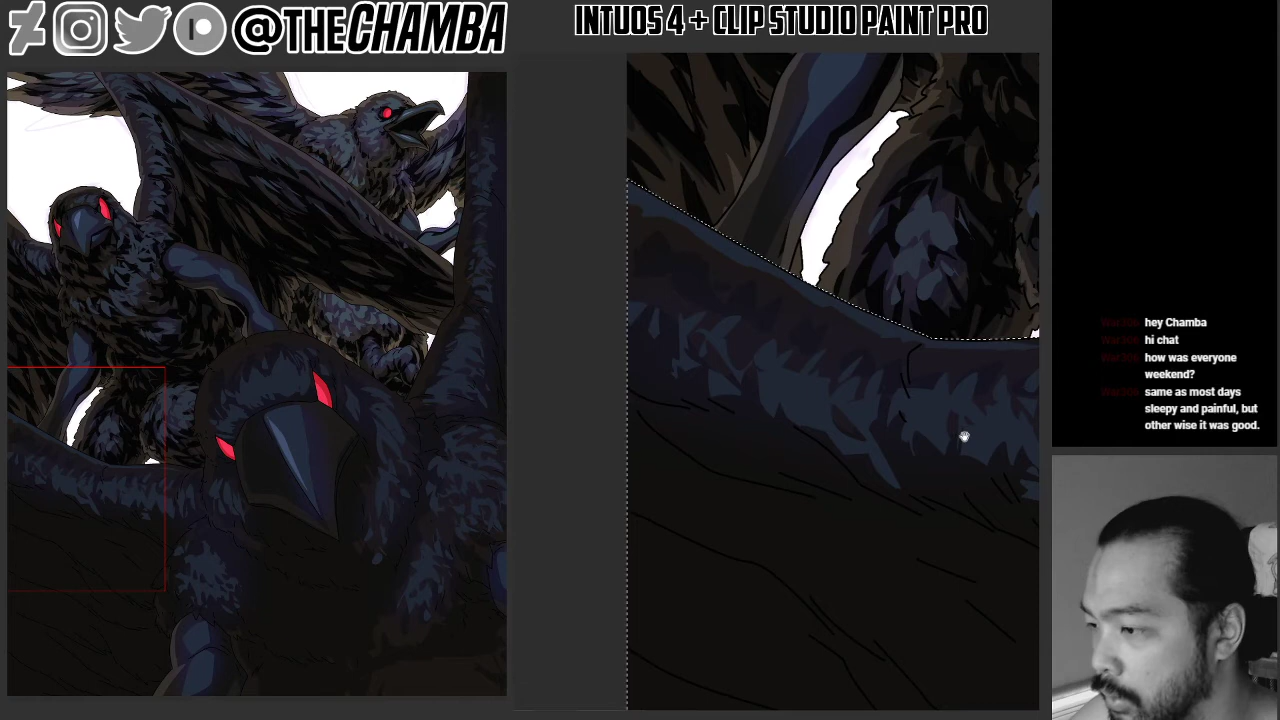 @THECHAMBA
INTUOS 4 + CLIP STUDIO PAINT PRO
hey Chamba
hi chat
how was everyone
weekend?
same as most days
sleepy and painful, but
other wise it was good.